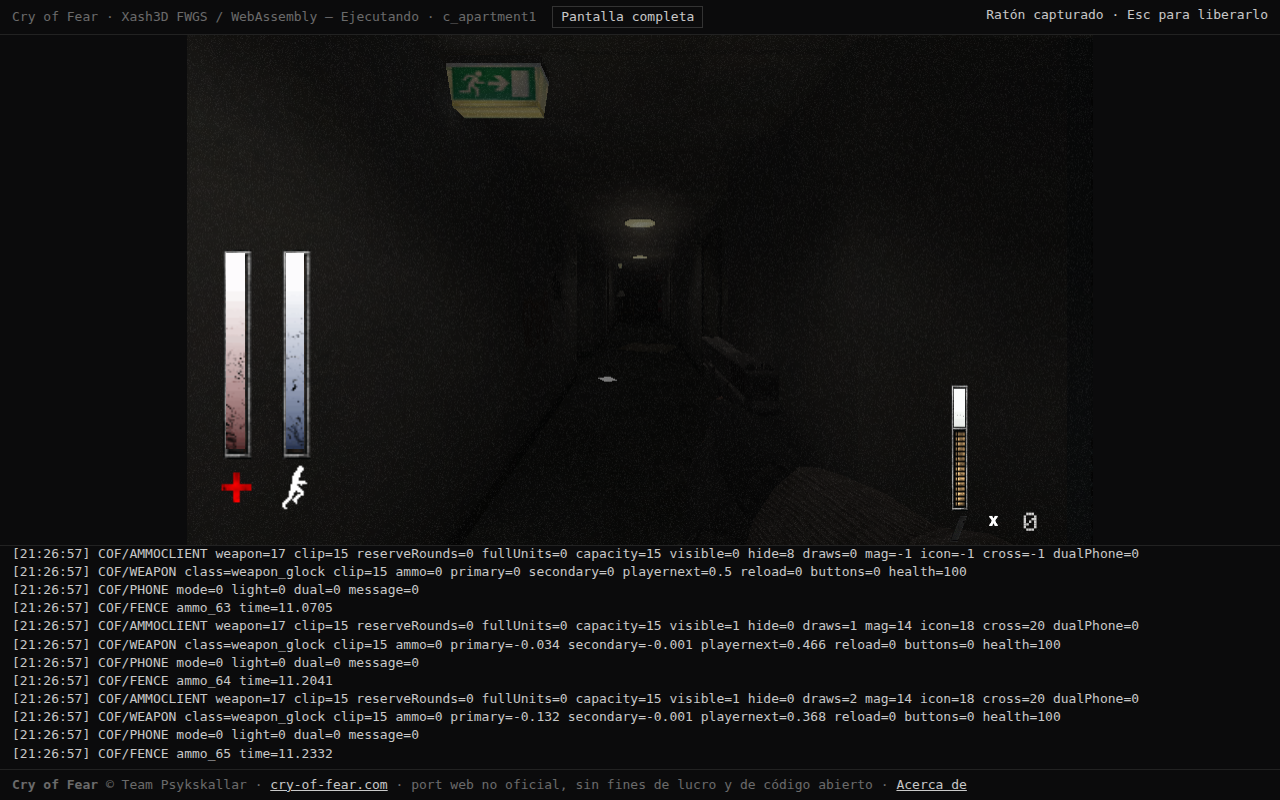 Cry of Fear · Xash3D FWGS / WebAssembly — Ejecutando · c_apartment1 Pantalla completa Ratón capturado · Esc para liberarlo
x 0
[21:26:57] COF/AMMOCLIENT weapon=17 clip=15 reserveRounds=0 fullUnits=0 capacity=15 visible=0 hide=8 draws=0 mag=-1 icon=-1 cross=-1 dualPhone=0
[21:26:57] COF/WEAPON class=weapon_glock clip=15 ammo=0 primary=0 secondary=0 playernext=0.5 reload=0 buttons=0 health=100
[21:26:57] COF/PHONE mode=0 light=0 dual=0 message=0
[21:26:57] COF/FENCE ammo_63 time=11.0705
[21:26:57] COF/AMMOCLIENT weapon=17 clip=15 reserveRounds=0 fullUnits=0 capacity=15 visible=1 hide=0 draws=1 mag=14 icon=18 cross=20 dualPhone=0
[21:26:57] COF/WEAPON class=weapon_glock clip=15 ammo=0 primary=-0.034 secondary=-0.001 playernext=0.466 reload=0 buttons=0 health=100
[21:26:57] COF/PHONE mode=0 light=0 dual=0 message=0
[21:26:57] COF/FENCE ammo_64 time=11.2041
[21:26:57] COF/AMMOCLIENT weapon=17 clip=15 reserveRounds=0 fullUnits=0 capacity=15 visible=1 hide=0 draws=2 mag=14 icon=18 cross=20 dualPhone=0
[21:26:57] COF/WEAPON class=weapon_glock clip=15 ammo=0 primary=-0.132 secondary=-0.001 playernext=0.368 reload=0 buttons=0 health=100
[21:26:57] COF/PHONE mode=0 light=0 dual=0 message=0
[21:26:57] COF/FENCE ammo_65 time=11.2332
Cry of Fear © Team Psykskallar · cry-of-fear.com · port web no oficial, sin fines de lucro y de código abierto · Acerca de